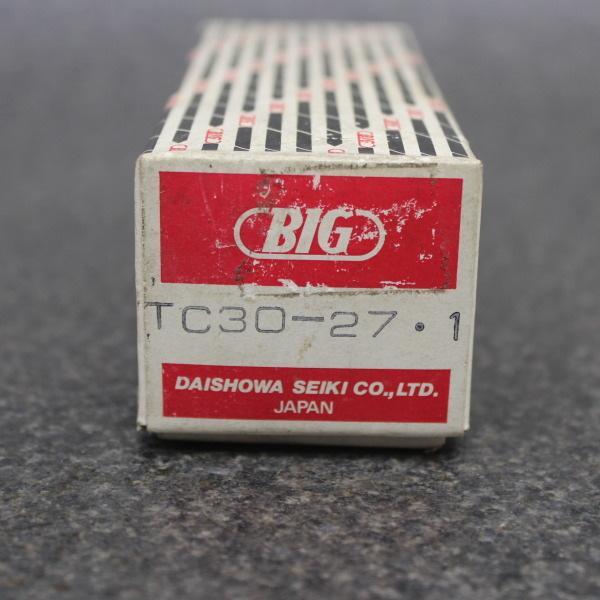 BIG
TC30-27.1
DAISHOWA SEIKI CO.,LTD.
JAPAN